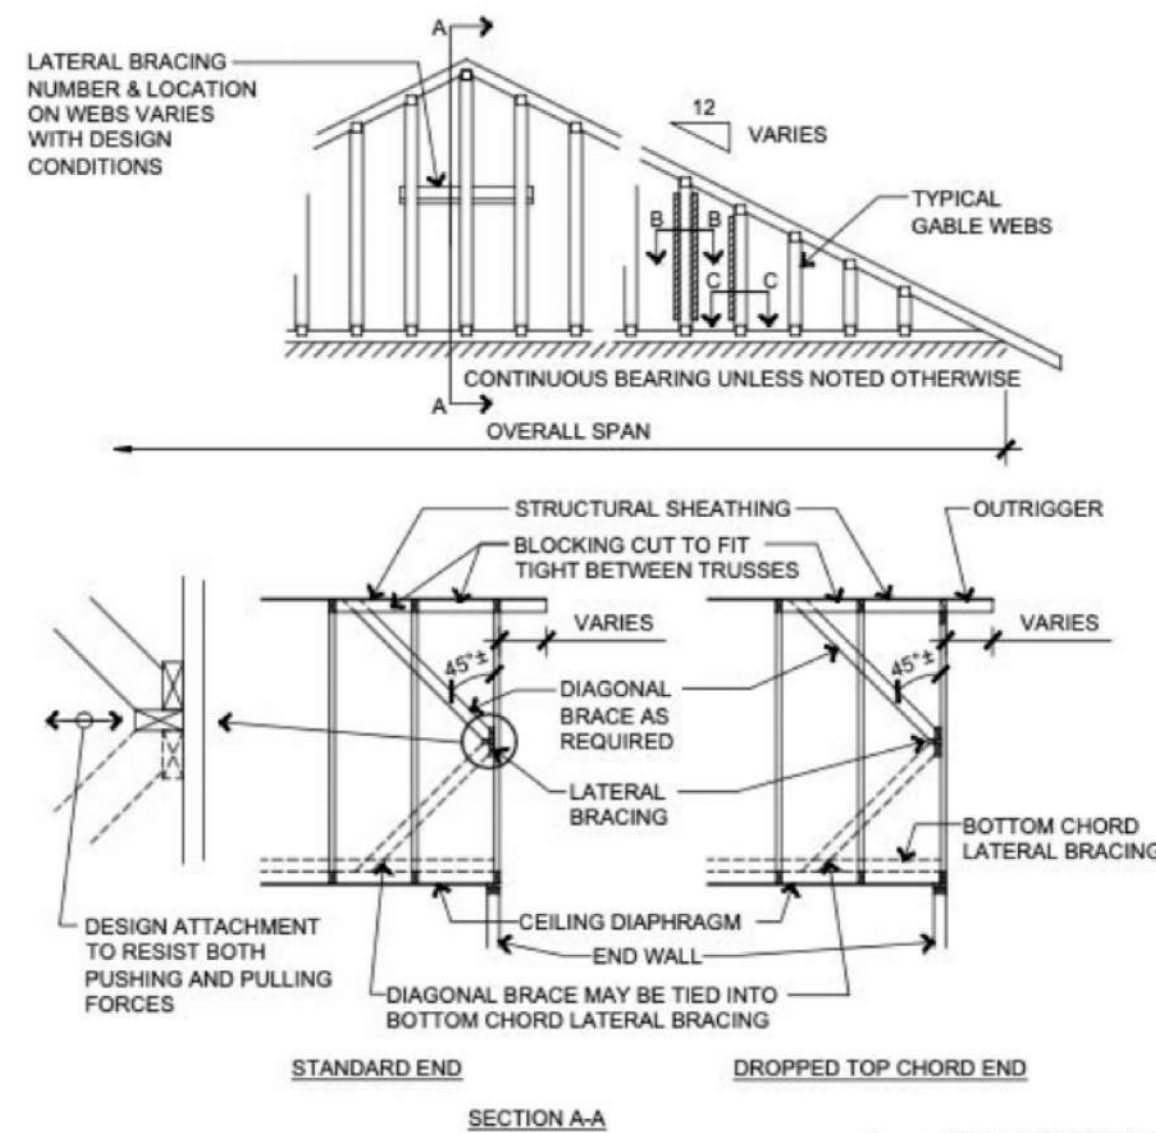 A
LATERAL BRACING
NUMBER & LOCATION
ON WEBS VARIES
WITH DESIGN
CONDITIONS
12
VARIES
TYPICAL
GABLE WEBS
B
B
C
C
CONTINUOUS BEARING UNLESS NOTED OTHERWISE
A
OVERALL SPAN
STRUCTURAL SHEATHING
OUTRIGGER
BLOCKING CUT TO FIT
TIGHT BETWEEN TRUSSES
VARIES
VARIES
45°±
45°±
DIAGONAL
BRACE AS
REQUIRED
LATERAL
BRACING
BOTTOM CHORD
LATERAL BRACING
CEILING DIAPHRAGM
DESIGN ATTACHMENT
TO RESIST BOTH
PUSHING AND PULLING
FORCES
END WALL
DIAGONAL BRACE MAY BE TIED INTO
BOTTOM CHORD LATERAL BRACING
STANDARD END
DROPPED TOP CHORD END
SECTION A-A